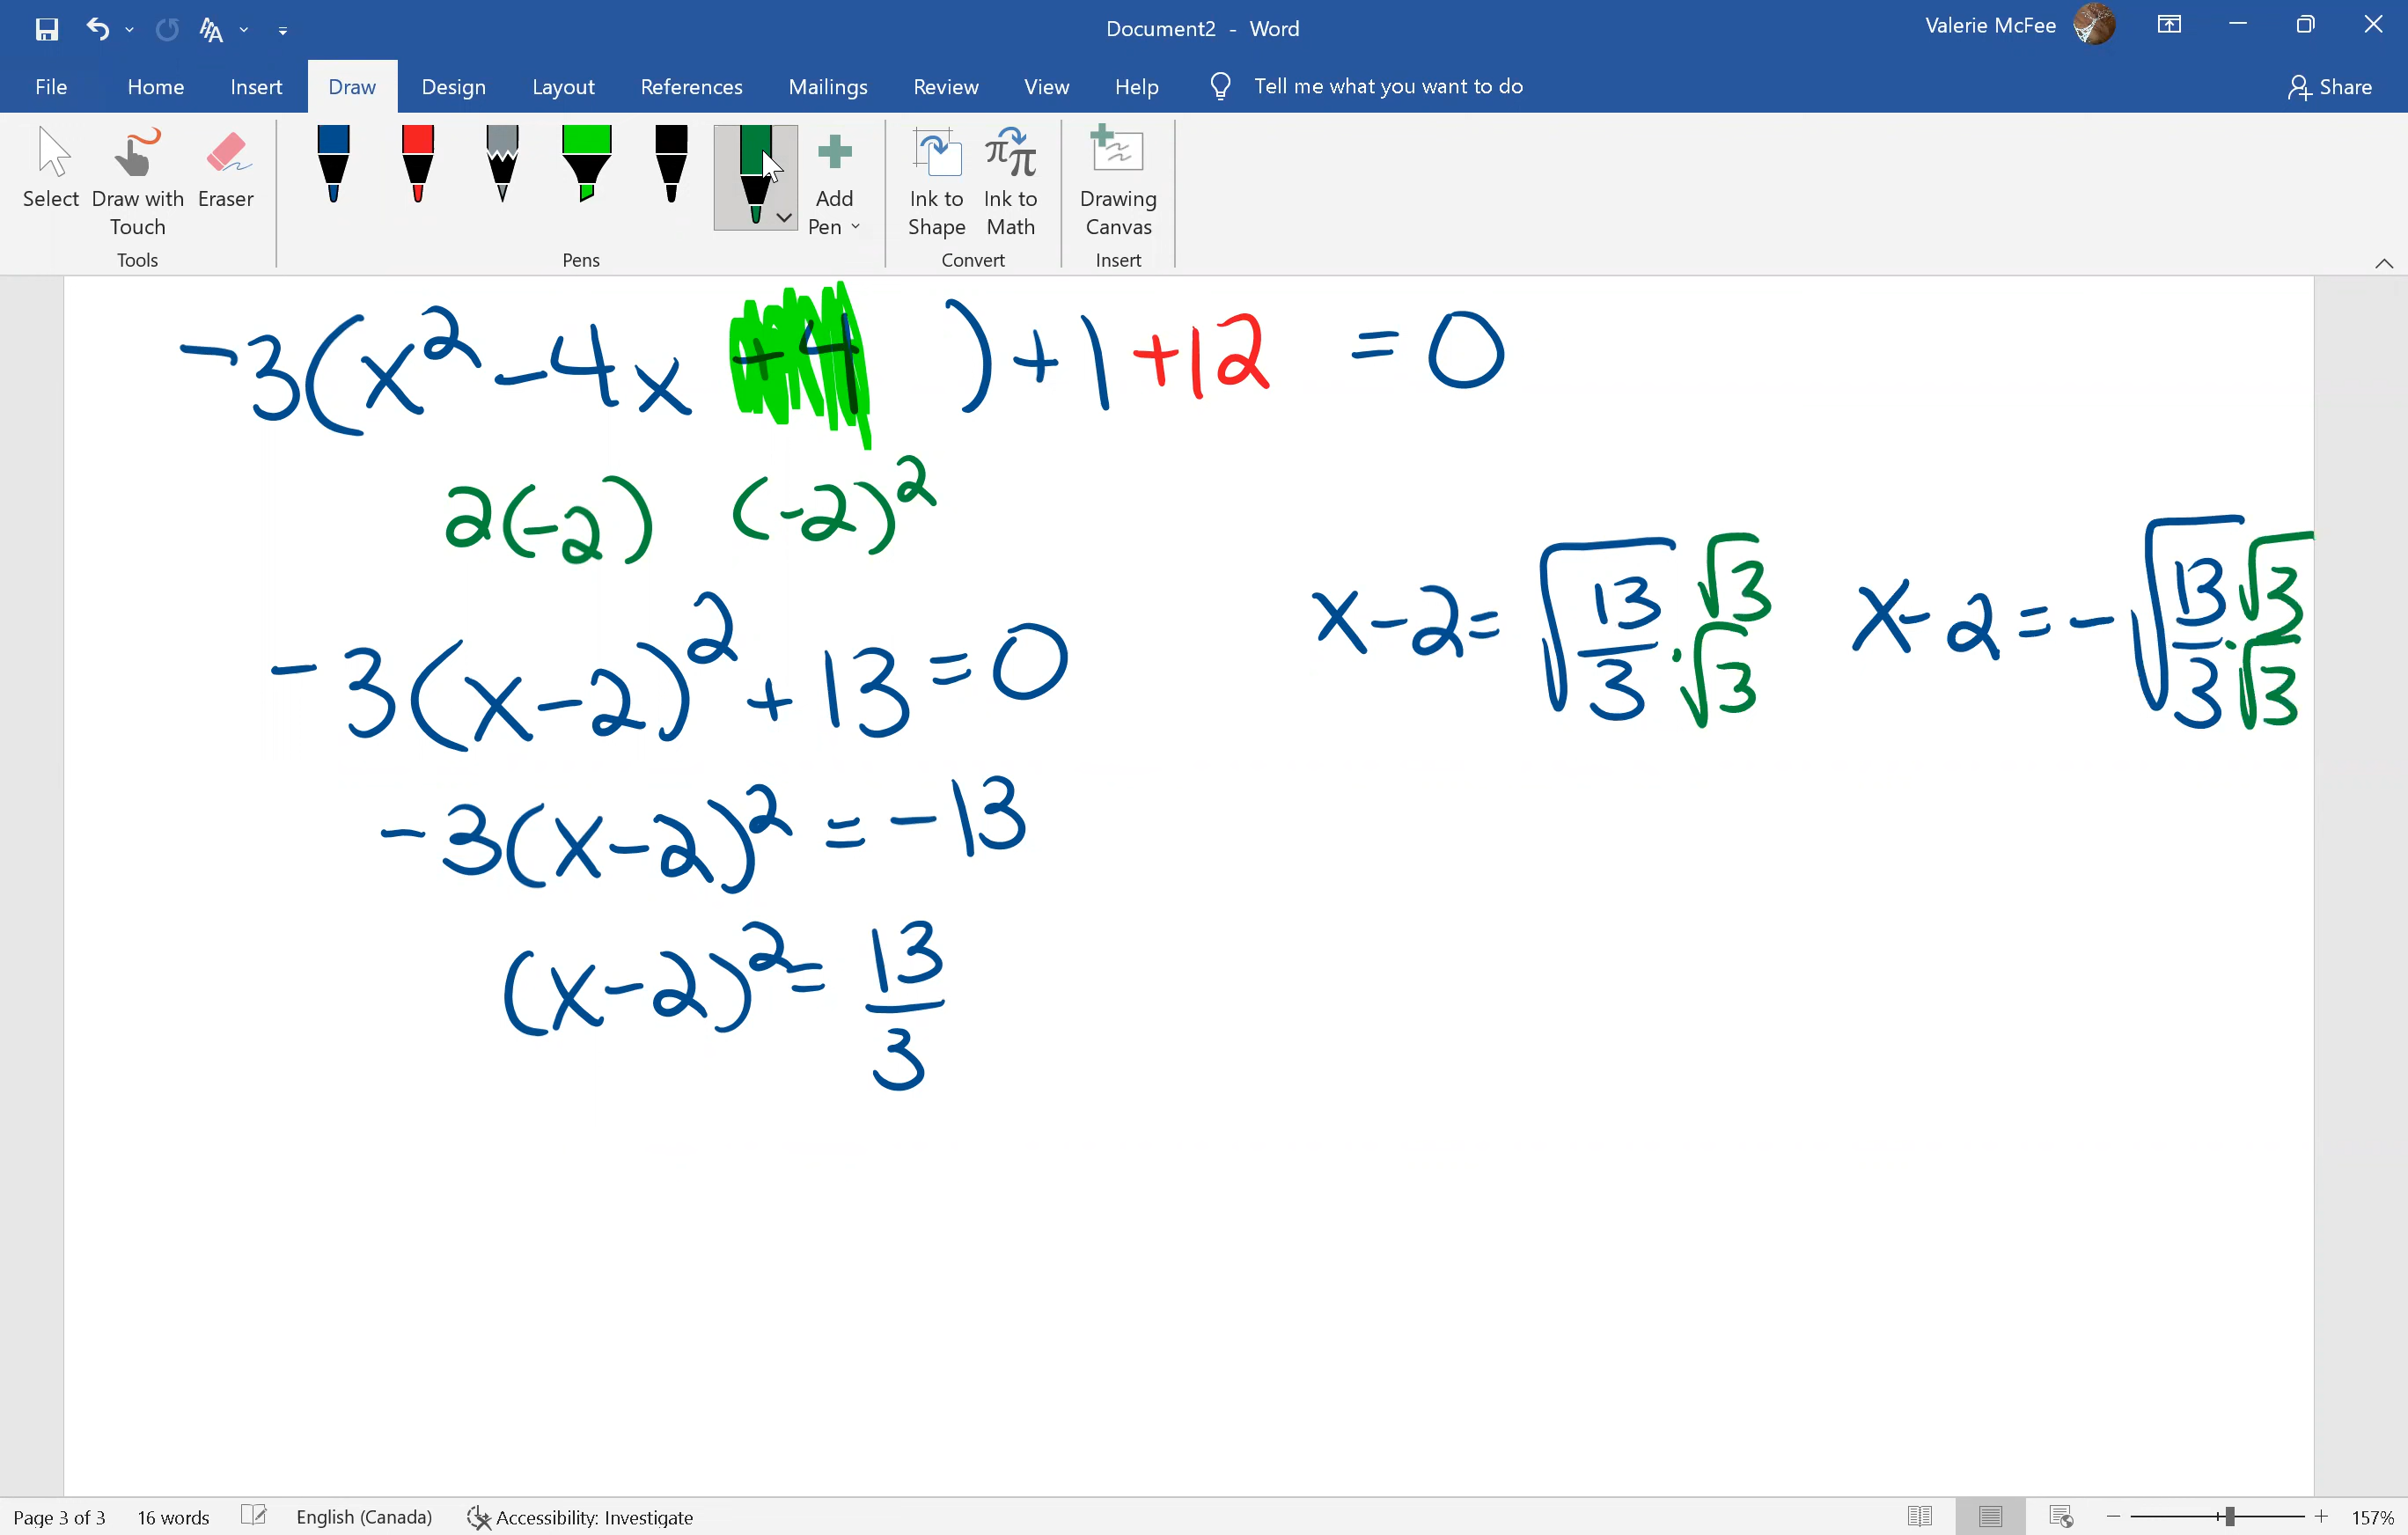 Document2 - Word
Valerie McFee
File Home Insert Draw Design Layout References Mailings Review View Help Tell me what you want to do Share
Select Draw with Touch Eraser
Add Pen
Ink to Shape Ink to Math
Drawing Canvas
Tools Pens Convert Insert
-3(x²-4x +4 )+1+12 = 0
2(-2) (-2)²
-3(x-2)²+13=0
-3(x-2)²=-13
(x-2)²=13/3
x-2=√(13/3)·√3/√3
x-2=-√(13/3)·√3/√3
Page 3 of 3 16 words English (Canada) Accessibility: Investigate 157%